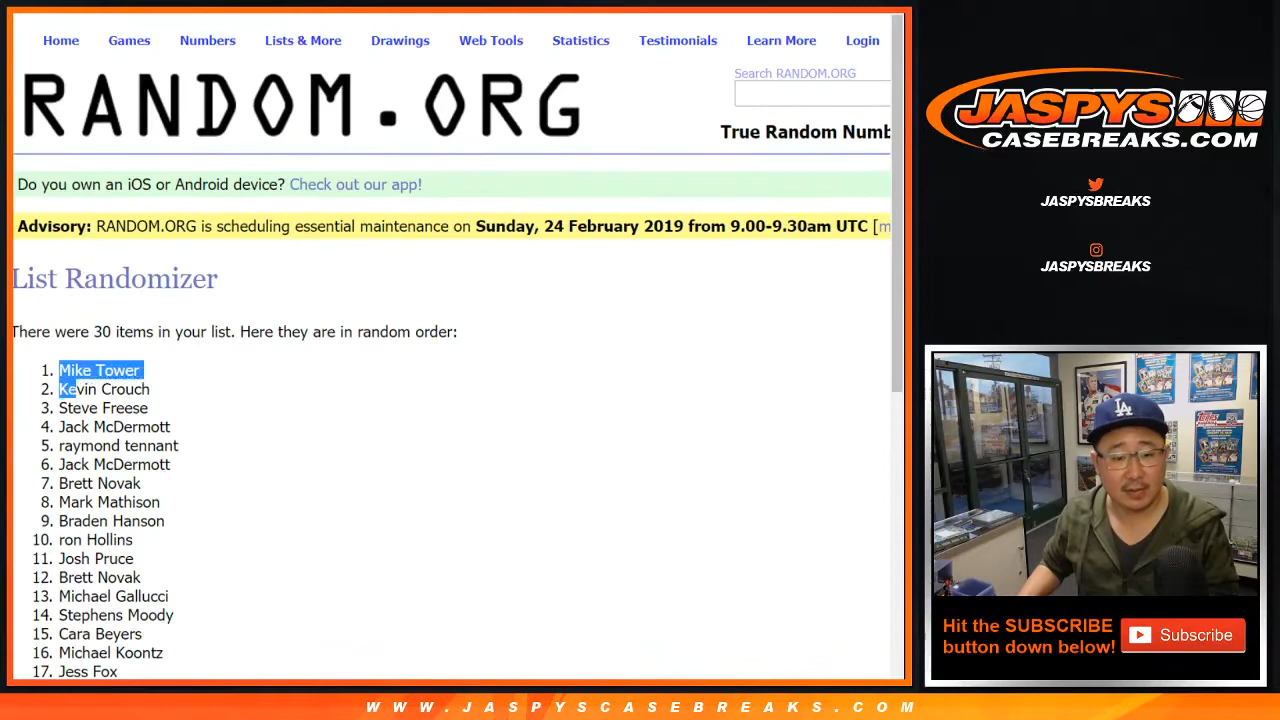 Home Games Numbers Lists & More Drawings Web Tools Statistics Testimonials Learn More Login
RANDOM.ORG
Search RANDOM.ORG
True Random Numb
Do you own an iOS or Android device? Check out our app!
Advisory: RANDOM.ORG is scheduling essential maintenance on Sunday, 24 February 2019 from 9.00-9.30am UTC [m
List Randomizer
There were 30 items in your list. Here they are in random order:
1. Mike Tower
2. Kevin Crouch
3. Steve Freese
4. Jack McDermott
5. raymond tennant
6. Jack McDermott
7. Brett Novak
8. Mark Mathison
9. Braden Hanson
10. ron Hollins
11. Josh Pruce
12. Brett Novak
13. Michael Gallucci
14. Stephens Moody
15. Cara Beyers
16. Michael Koontz
17. Jess Fox
JASPYS
CASEBREAKS.COM
JASPYSBREAKS
JASPYSBREAKS
LA
Hit the SUBSCRIBE
button down below!
Subscribe
WWW.JASPYSCASEBREAKS.COM